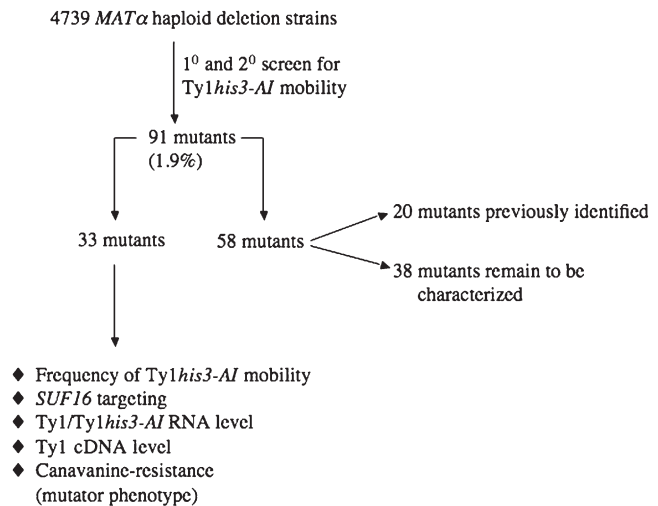 4739 MATα haploid deletion strains
1⁰ and 2⁰ screen for
Ty1his3-AI mobility
91 mutants
(1.9%)
33 mutants
58 mutants
20 mutants previously identified
38 mutants remain to be
characterized
♦ Frequency of Ty1his3-AI mobility
♦ SUF16 targeting
♦ Ty1/Ty1his3-AI RNA level
♦ Ty1 cDNA level
♦ Canavanine-resistance
(mutator phenotype)